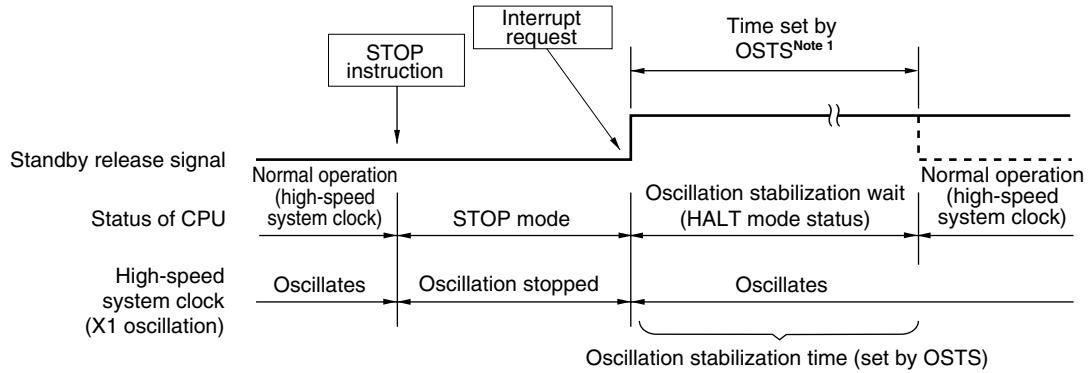 Interrupt
request
Time set by
OSTSNote 1
STOP
instruction
Standby release signal
Normal operation
(high-speed
system clock)
Status of CPU
STOP mode
Oscillation stabilization wait
(HALT mode status)
Normal operation
(high-speed
system clock)
High-speed
system clock
(X1 oscillation)
Oscillates
Oscillation stopped
Oscillates
Oscillation stabilization time (set by OSTS)